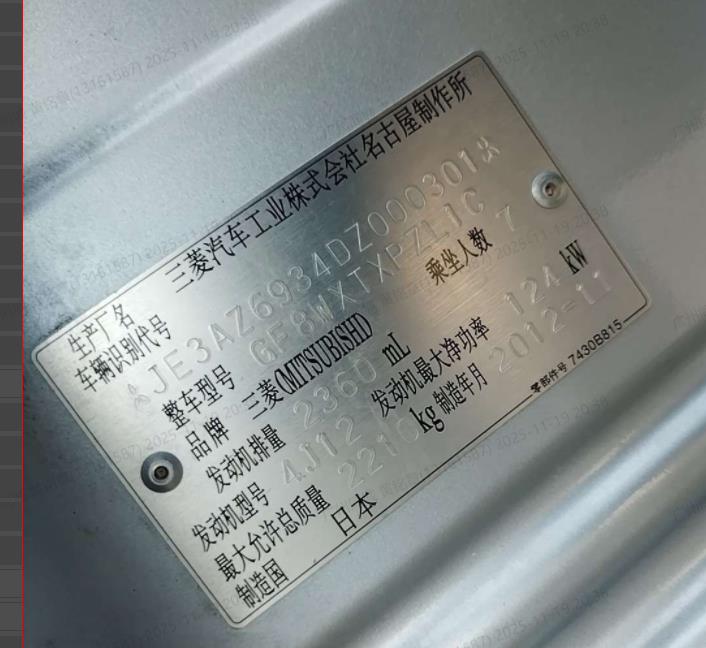 生产厂名 三菱汽车工业株式会社名古屋制作所
车辆识别代号 JE3AZ6934DZ000301
整车型号 GF8WXTXPZL1C 乘坐人数 7
品牌 三菱(MITSUBISHI)
发动机排量 2360 mL 发动机最大净功率 124 kW
发动机型号 4J12
最大允许总质量 2210 kg 制造年月 2012-11
制造国 日本
零部件号 7430B815